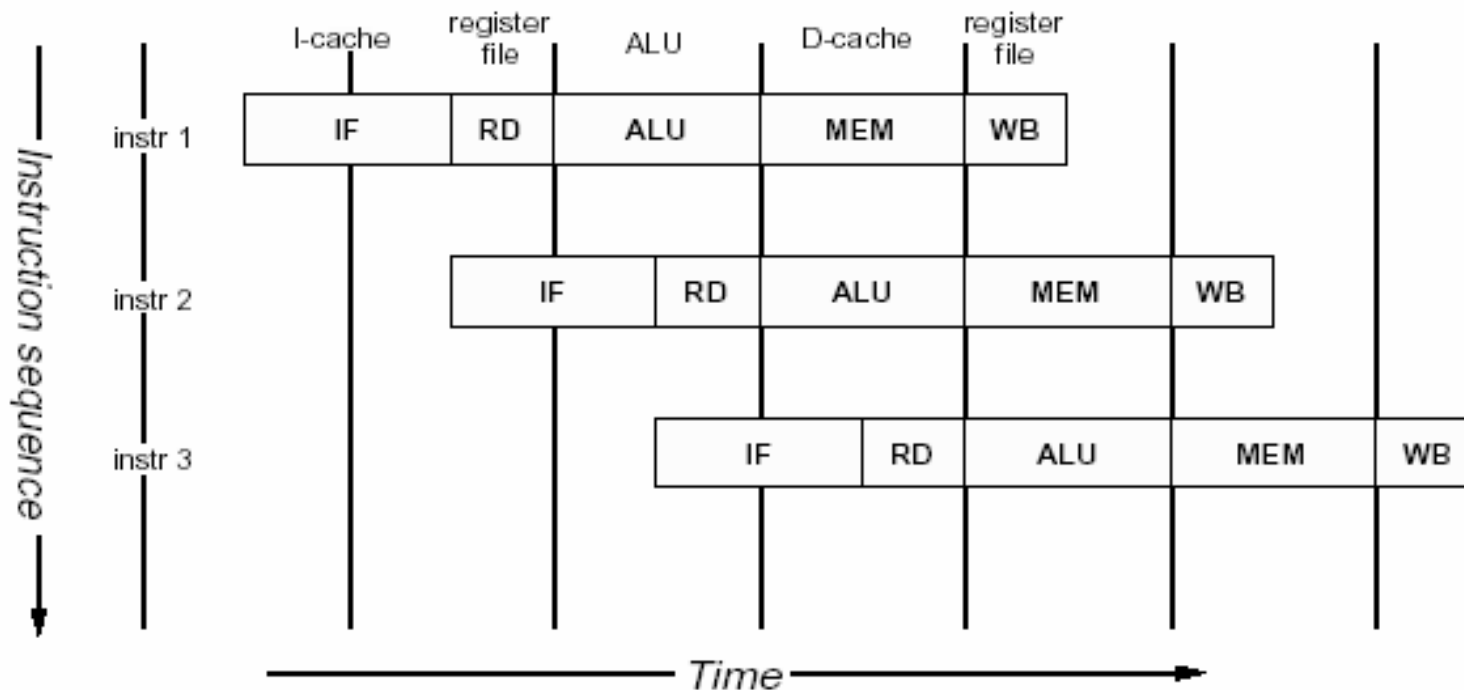 I-cache
register
file
ALU
D-cache
register
file
instr 1
IF RD ALU MEM WB
instr 2
IF RD ALU MEM WB
instr 3
IF RD ALU MEM WB
Instruction sequence
Time